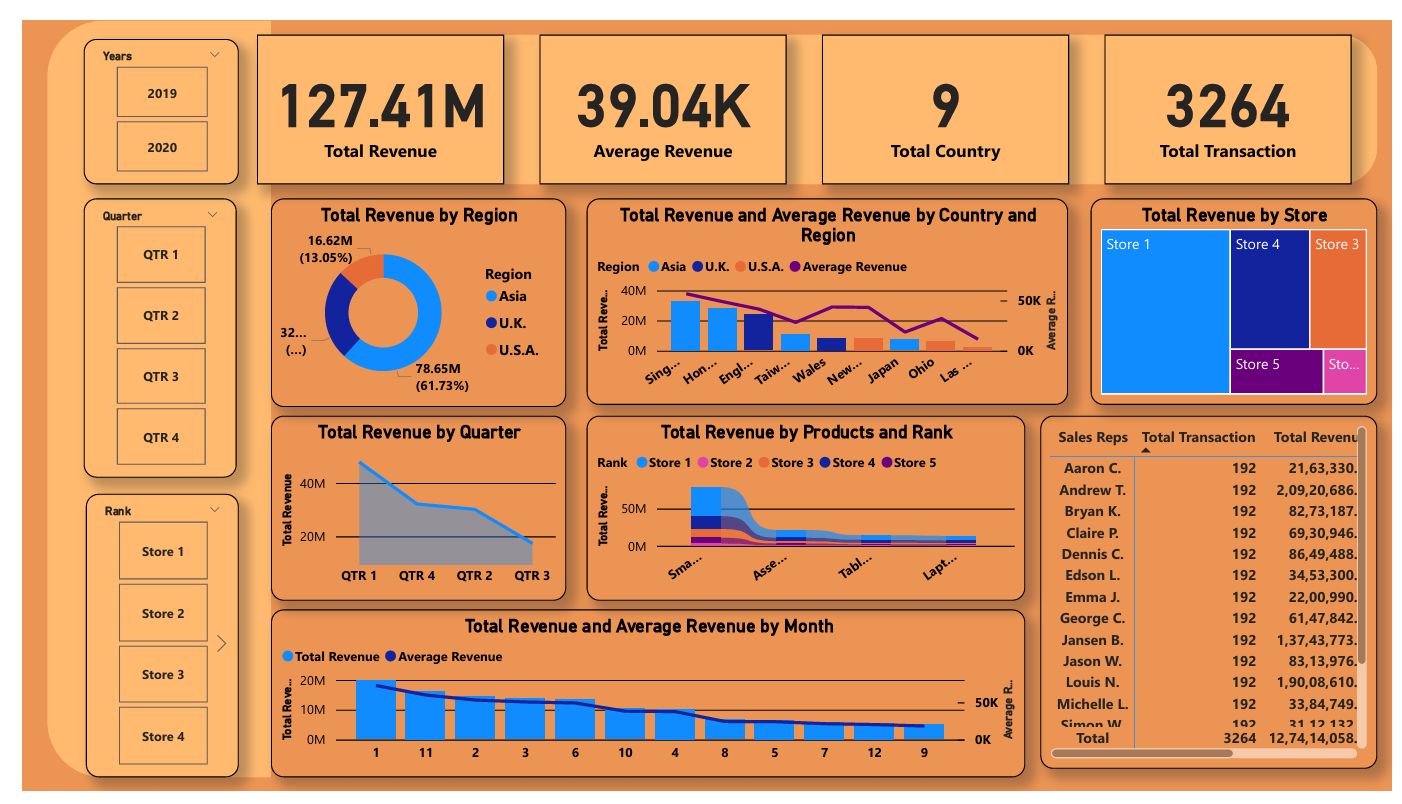 Years
2019
2020
127.41M
Total Revenue
39.04K
Average Revenue
9
Total Country
3264
Total Transaction
Quarter
QTR 1
QTR 2
QTR 3
QTR 4
Rank
Store 1
Store 2
Store 3
Store 4
Total Revenue by Region
16.62M
(13.05%)
32...
(...)
78.65M
(61.73%)
Region
Asia
U.K.
U.S.A.
Total Revenue and Average Revenue by Country and
Region
Region Asia U.K. U.S.A. Average Revenue
Total Reve...
40M
20M
0M
50K
0K
Average R...
Sing... Hon... Engl... Taiw... Wales New... Japan Ohio Las ...
Total Revenue by Store
Store 1
Store 4
Store 3
Store 5
Sto...
Total Revenue by Quarter
Total Revenue
40M
20M
QTR 1 QTR 4 QTR 2 QTR 3
Total Revenue by Products and Rank
Rank Store 1 Store 2 Store 3 Store 4 Store 5
Total Reve...
50M
0M
Sma... Asse... Tabl... Lapt...
Total Revenue and Average Revenue by Month
Total Revenue Average Revenue
Total Reve...
20M
10M
0M
50K
0K
Average R...
1 11 2 3 6 10 4 8 5 7 12 9
Sales Reps Total Transaction Total Revenu
Aaron C. 192 21,63,330.
Andrew T. 192 2,09,20,686.
Bryan K. 192 82,73,187.
Claire P. 192 69,30,946.
Dennis C. 192 86,49,488.
Edson L. 192 34,53,300.
Emma J. 192 22,00,990.
George C. 192 61,47,842.
Jansen B. 192 1,37,43,773.
Jason W. 192 83,13,976.
Louis N. 192 1,90,08,610.
Michelle L. 192 33,84,749.
Simon W. 192 31,12,132.
Total 3264 12,74,14,058.